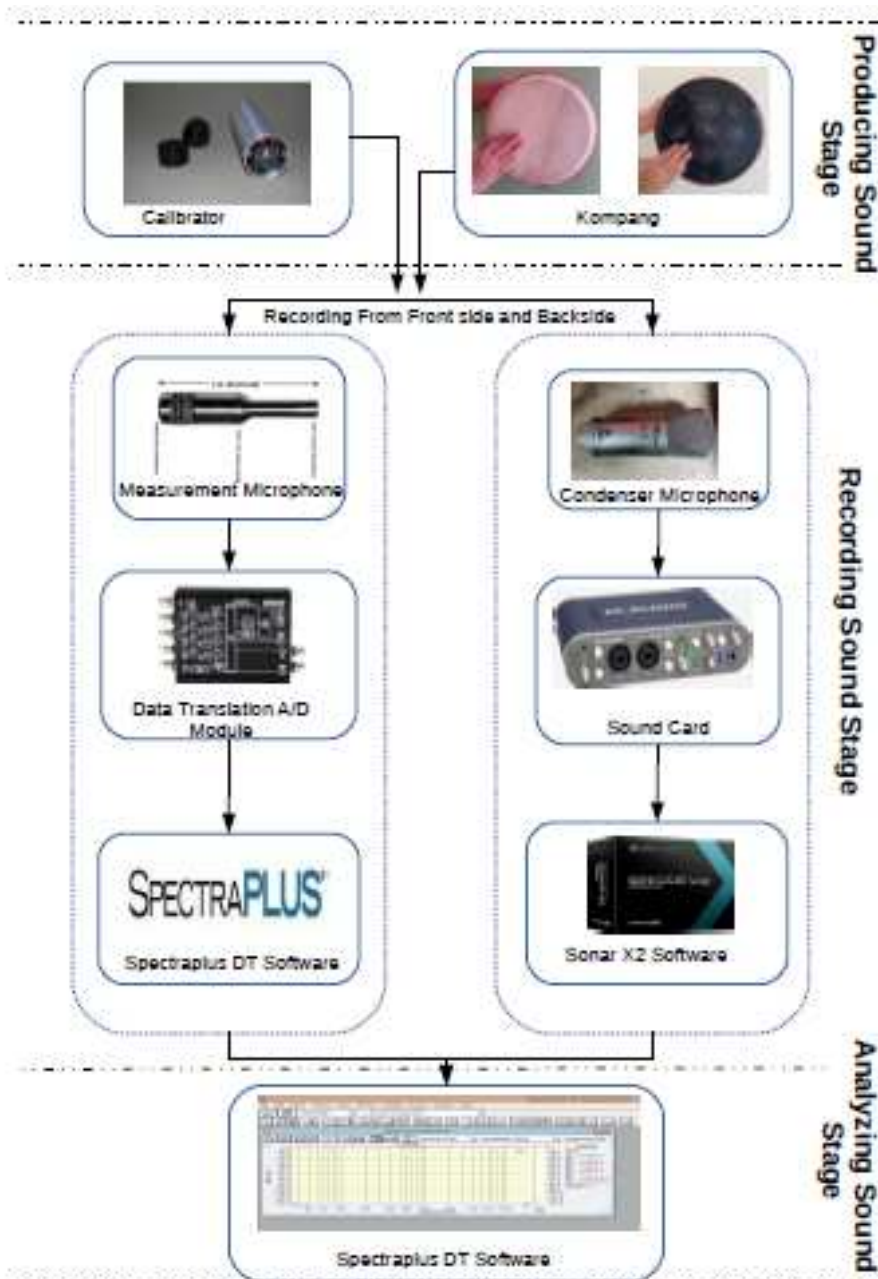 Producing Sound
Stage
Calibrator
Kompang
Recording From Front side and Backside
Recording Sound Stage
Measurement Microphone
Condenser Microphone
Data Translation A/D
Module
Sound Card
SPECTRAPLUS
Spectraplus DT Software
Sonar X2 Software
Analyzing Sound
Stage
Spectraplus DT Software